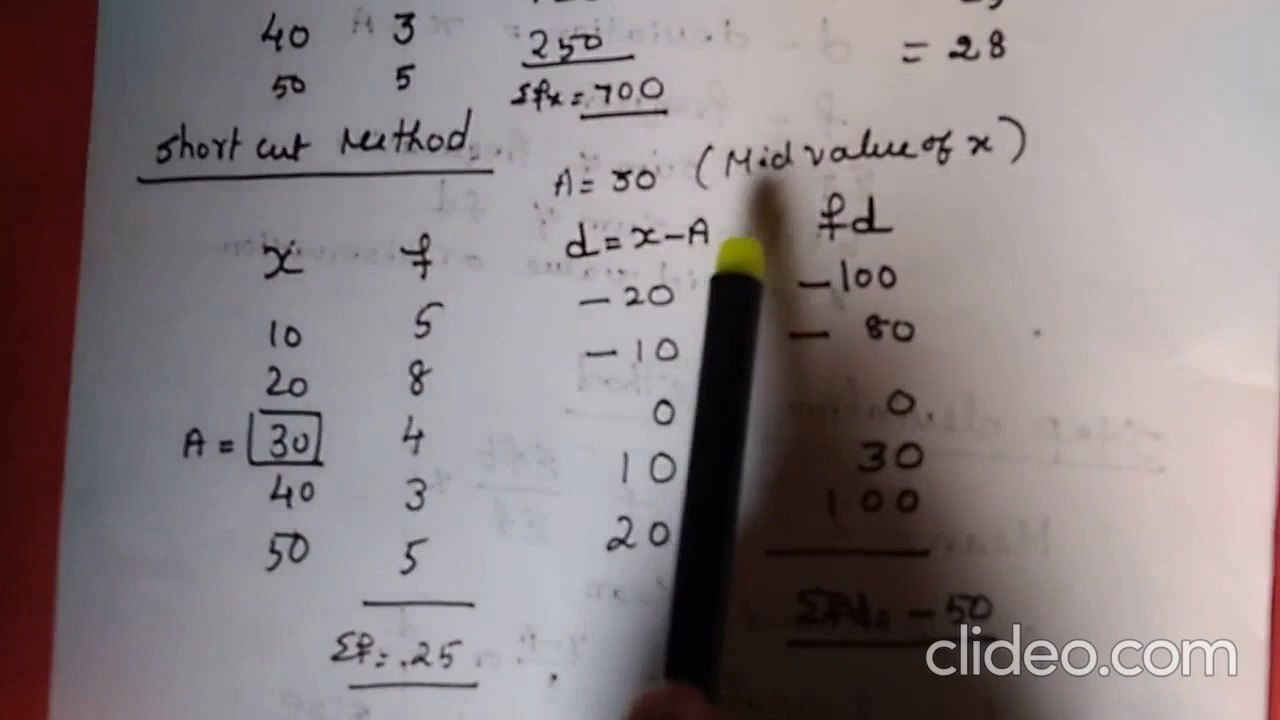 40 3 250 = 28
50 5 Σfx = 700
Short cut Method
A = 30 (Mid value of x)
x f d = x - A fd
10 5 - 20 - 100
20 8 - 10 - 80
A = 30 4 0 0
40 3 10 30
50 5 20 100
Σf = 25 Σfd = - 50
clideo.com